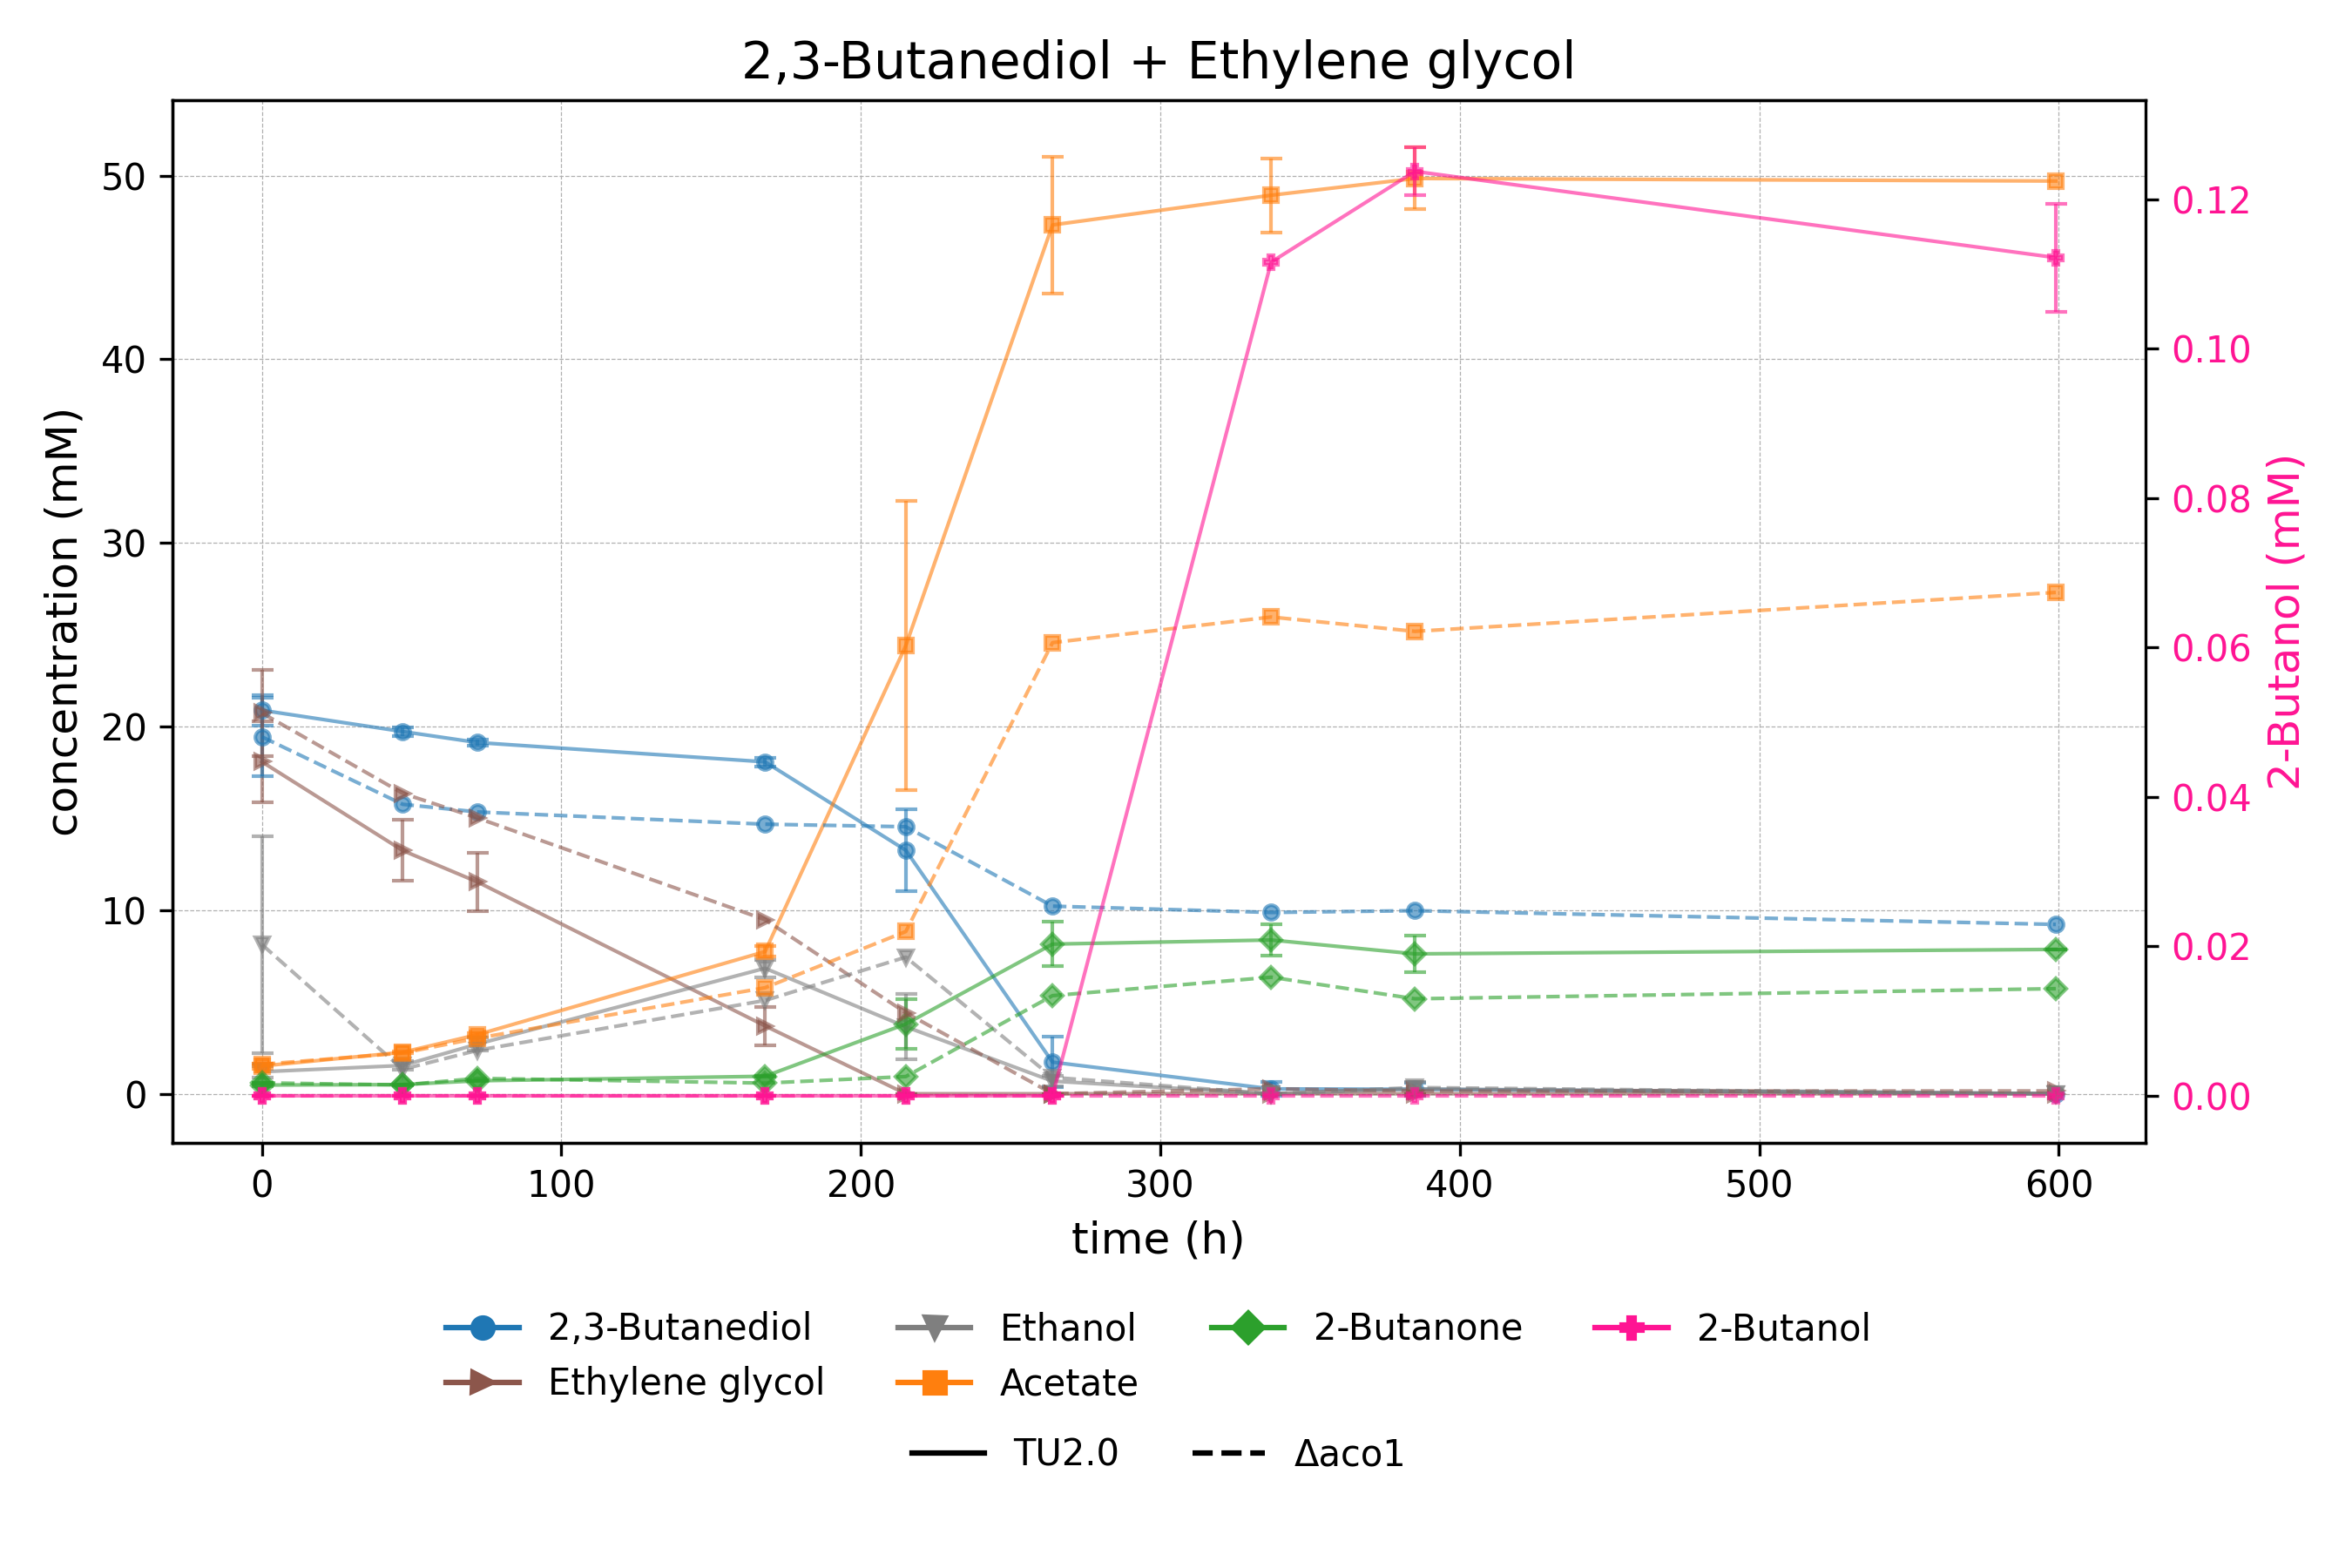 2,3-Butanediol + Ethylene glycol
concentration (mM)
50
40
30
20
10
0
0.12
0.10
0.08
0.06
0.04
0.02
0.00
2-Butanol (mM)
0 100 200 300 400 500 600
time (h)
2,3-Butanediol Ethanol 2-Butanone 2-Butanol
Ethylene glycol Acetate
TU2.0 Δaco1